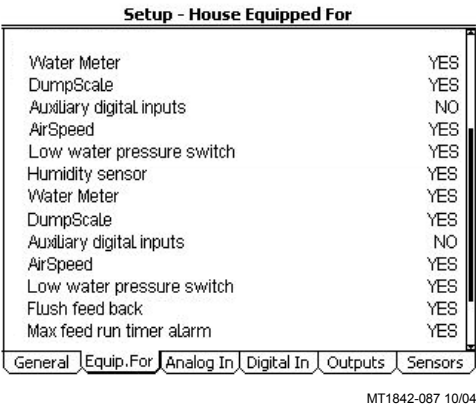 Setup - House Equipped For
Water Meter YES
DumpScale YES
Auxiliary digital inputs NO
AirSpeed YES
Low water pressure switch YES
Humidity sensor YES
Water Meter YES
DumpScale YES
Auxiliary digital inputs NO
AirSpeed YES
Low water pressure switch YES
Flush feed back YES
Max feed run timer alarm YES
General Equip.For Analog In Digital In Outputs Sensors
MT1842-087 10/04